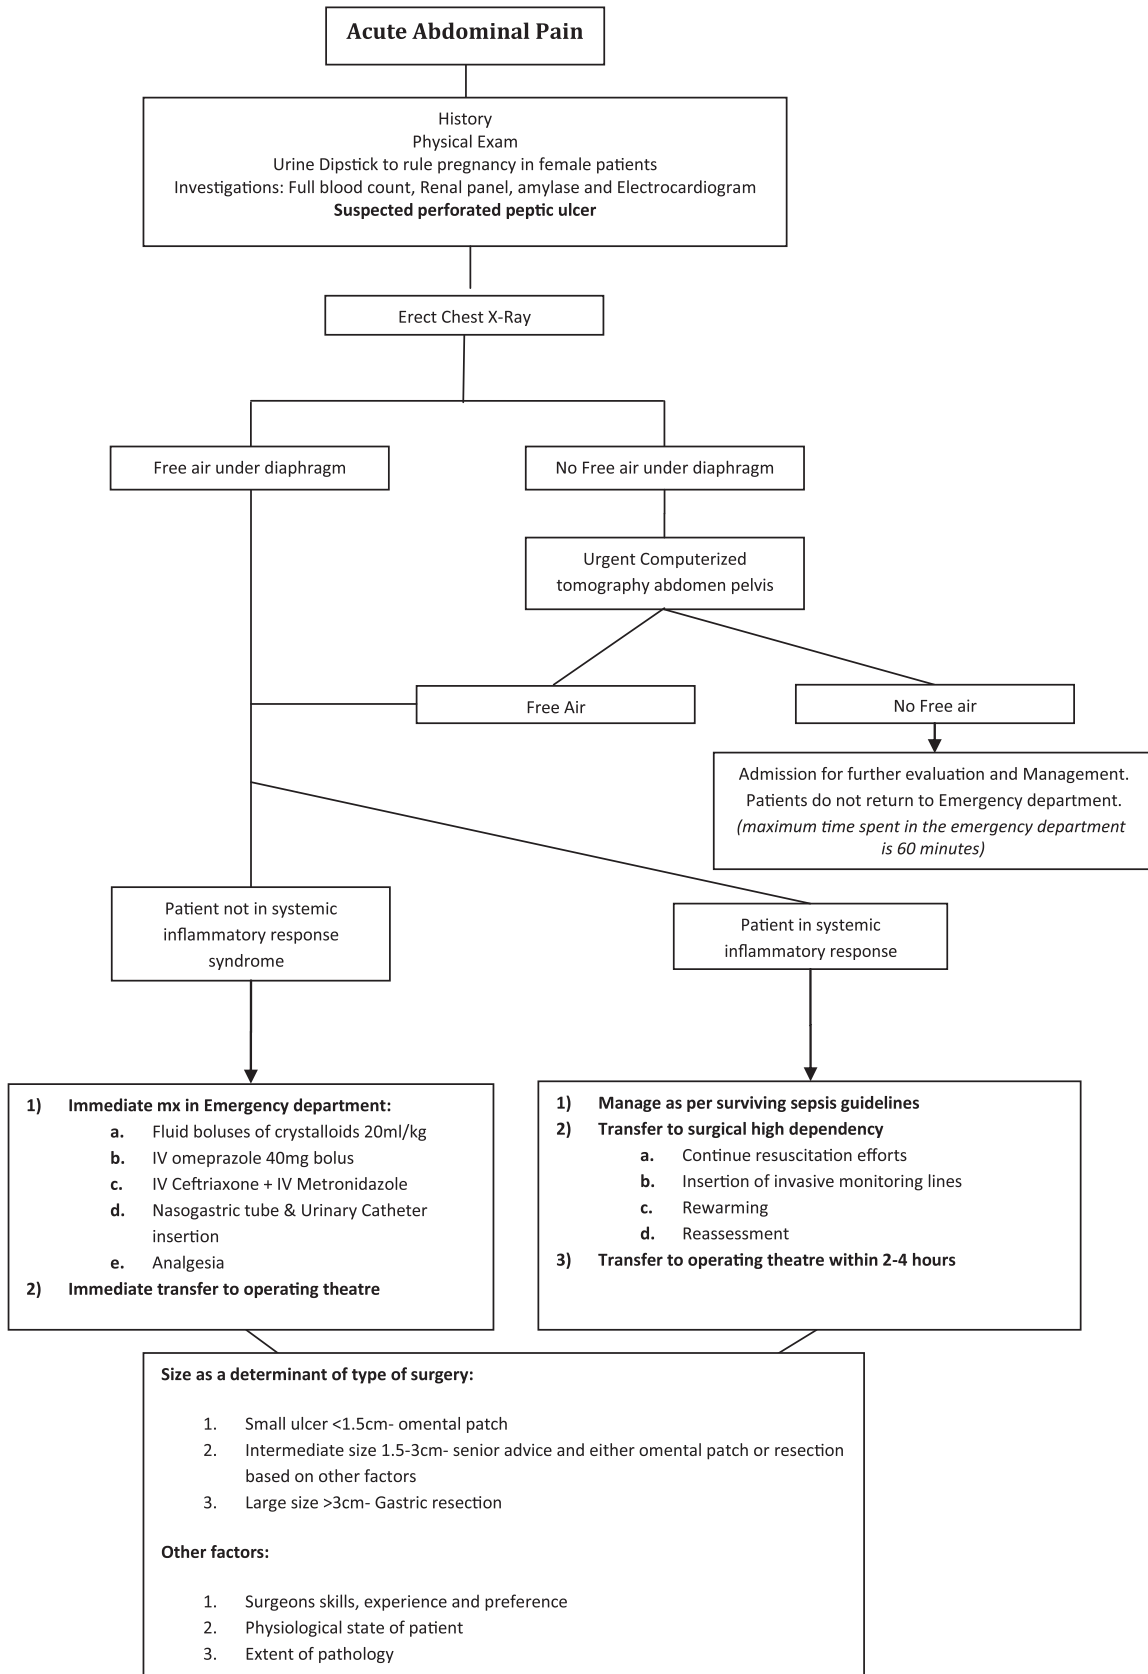 Acute Abdominal Pain
History
Physical Exam
Urine Dipstick to rule pregnancy in female patients
Investigations: Full blood count, Renal panel, amylase and Electrocardiogram
Suspected perforated peptic ulcer
Erect Chest X-Ray
Free air under diaphragm
No Free air under diaphragm
Urgent Computerized
tomography abdomen pelvis
Free Air
No Free air
Admission for further evaluation and Management.
Patients do not return to Emergency department.
(maximum time spent in the emergency department
is 60 minutes)
Patient not in systemic
inflammatory response
syndrome
Patient in systemic
inflammatory response
1) Immediate mx in Emergency department:
a. Fluid boluses of crystalloids 20ml/kg
b. IV omeprazole 40mg bolus
c. IV Ceftriaxone + IV Metronidazole
d. Nasogastric tube & Urinary Catheter
insertion
e. Analgesia
2) Immediate transfer to operating theatre
1) Manage as per surviving sepsis guidelines
2) Transfer to surgical high dependency
a. Continue resuscitation efforts
b. Insertion of invasive monitoring lines
c. Rewarming
d. Reassessment
3) Transfer to operating theatre within 2-4 hours
Size as a determinant of type of surgery:
1. Small ulcer <1.5cm- omental patch
2. Intermediate size 1.5-3cm- senior advice and either omental patch or resection
based on other factors
3. Large size >3cm- Gastric resection
Other factors:
1. Surgeons skills, experience and preference
2. Physiological state of patient
3. Extent of pathology